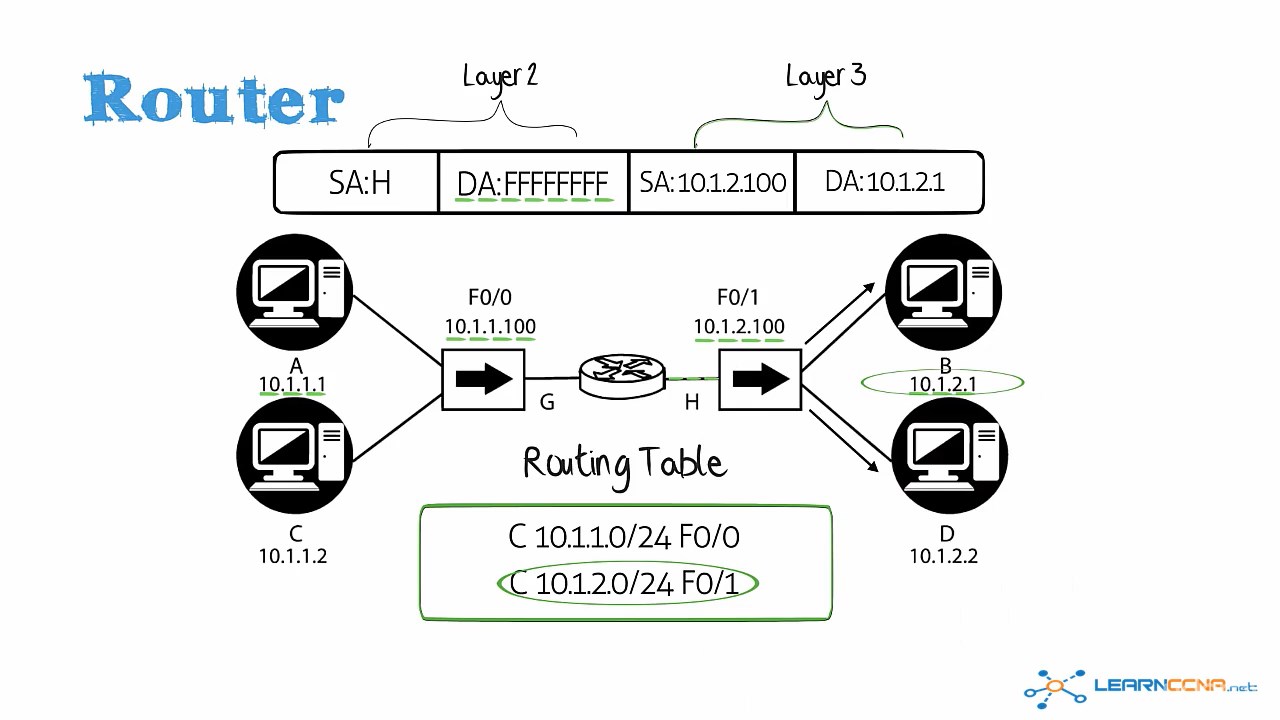 Router
Layer 2
Layer 3
SA:H
DA:FFFFFFFF
SA:10.1.2.100
DA:10.1.2.1
F0/0
10.1.1.100
F0/1
10.1.2.100
A
10.1.1.1
B
10.1.2.1
G
H
Routing Table
C 10.1.1.0/24 F0/0
C 10.1.2.0/24 F0/1
C
10.1.1.2
D
10.1.2.2
LEARNCCNA.net